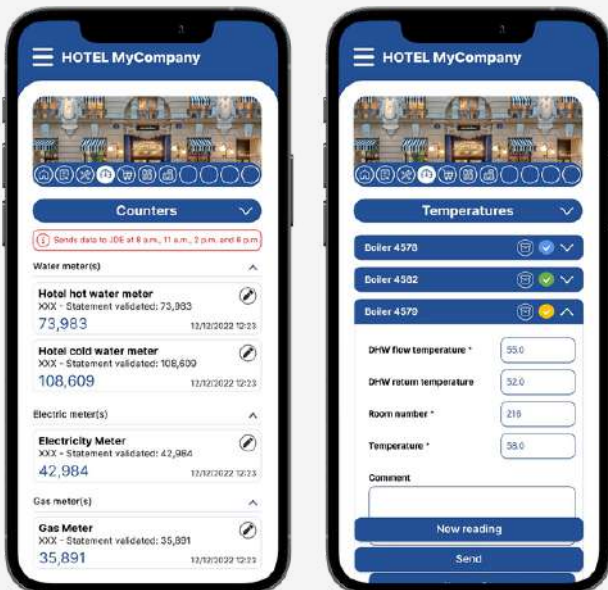 HOTEL MyCompany
Counters
Sends data to JDE at 8 a.m., 11 a.m., 2 p.m. and 6 p.m.
Water meter(s)
Hotel hot water meter
XXX - Statement validated: 73,983
73,983
12/12/2022 12:23
Hotel cold water meter
XXX - Statement validated: 108,609
108,609
12/12/2022 12:23
Electric meter(s)
Electricity Meter
XXX - Statement validated: 42,984
42,984
12/12/2022 12:23
Gas meter(s)
Gas Meter
XXX - Statement validated: 35,891
35,891
12/12/2022 12:23
HOTEL MyCompany
Temperatures
Boiler 4578
Boiler 4582
Boiler 4579
DHW flow temperature * 55.0
DHW return temperature 52.0
Room number * 216
Temperature * 58.0
Comment
New reading
Send